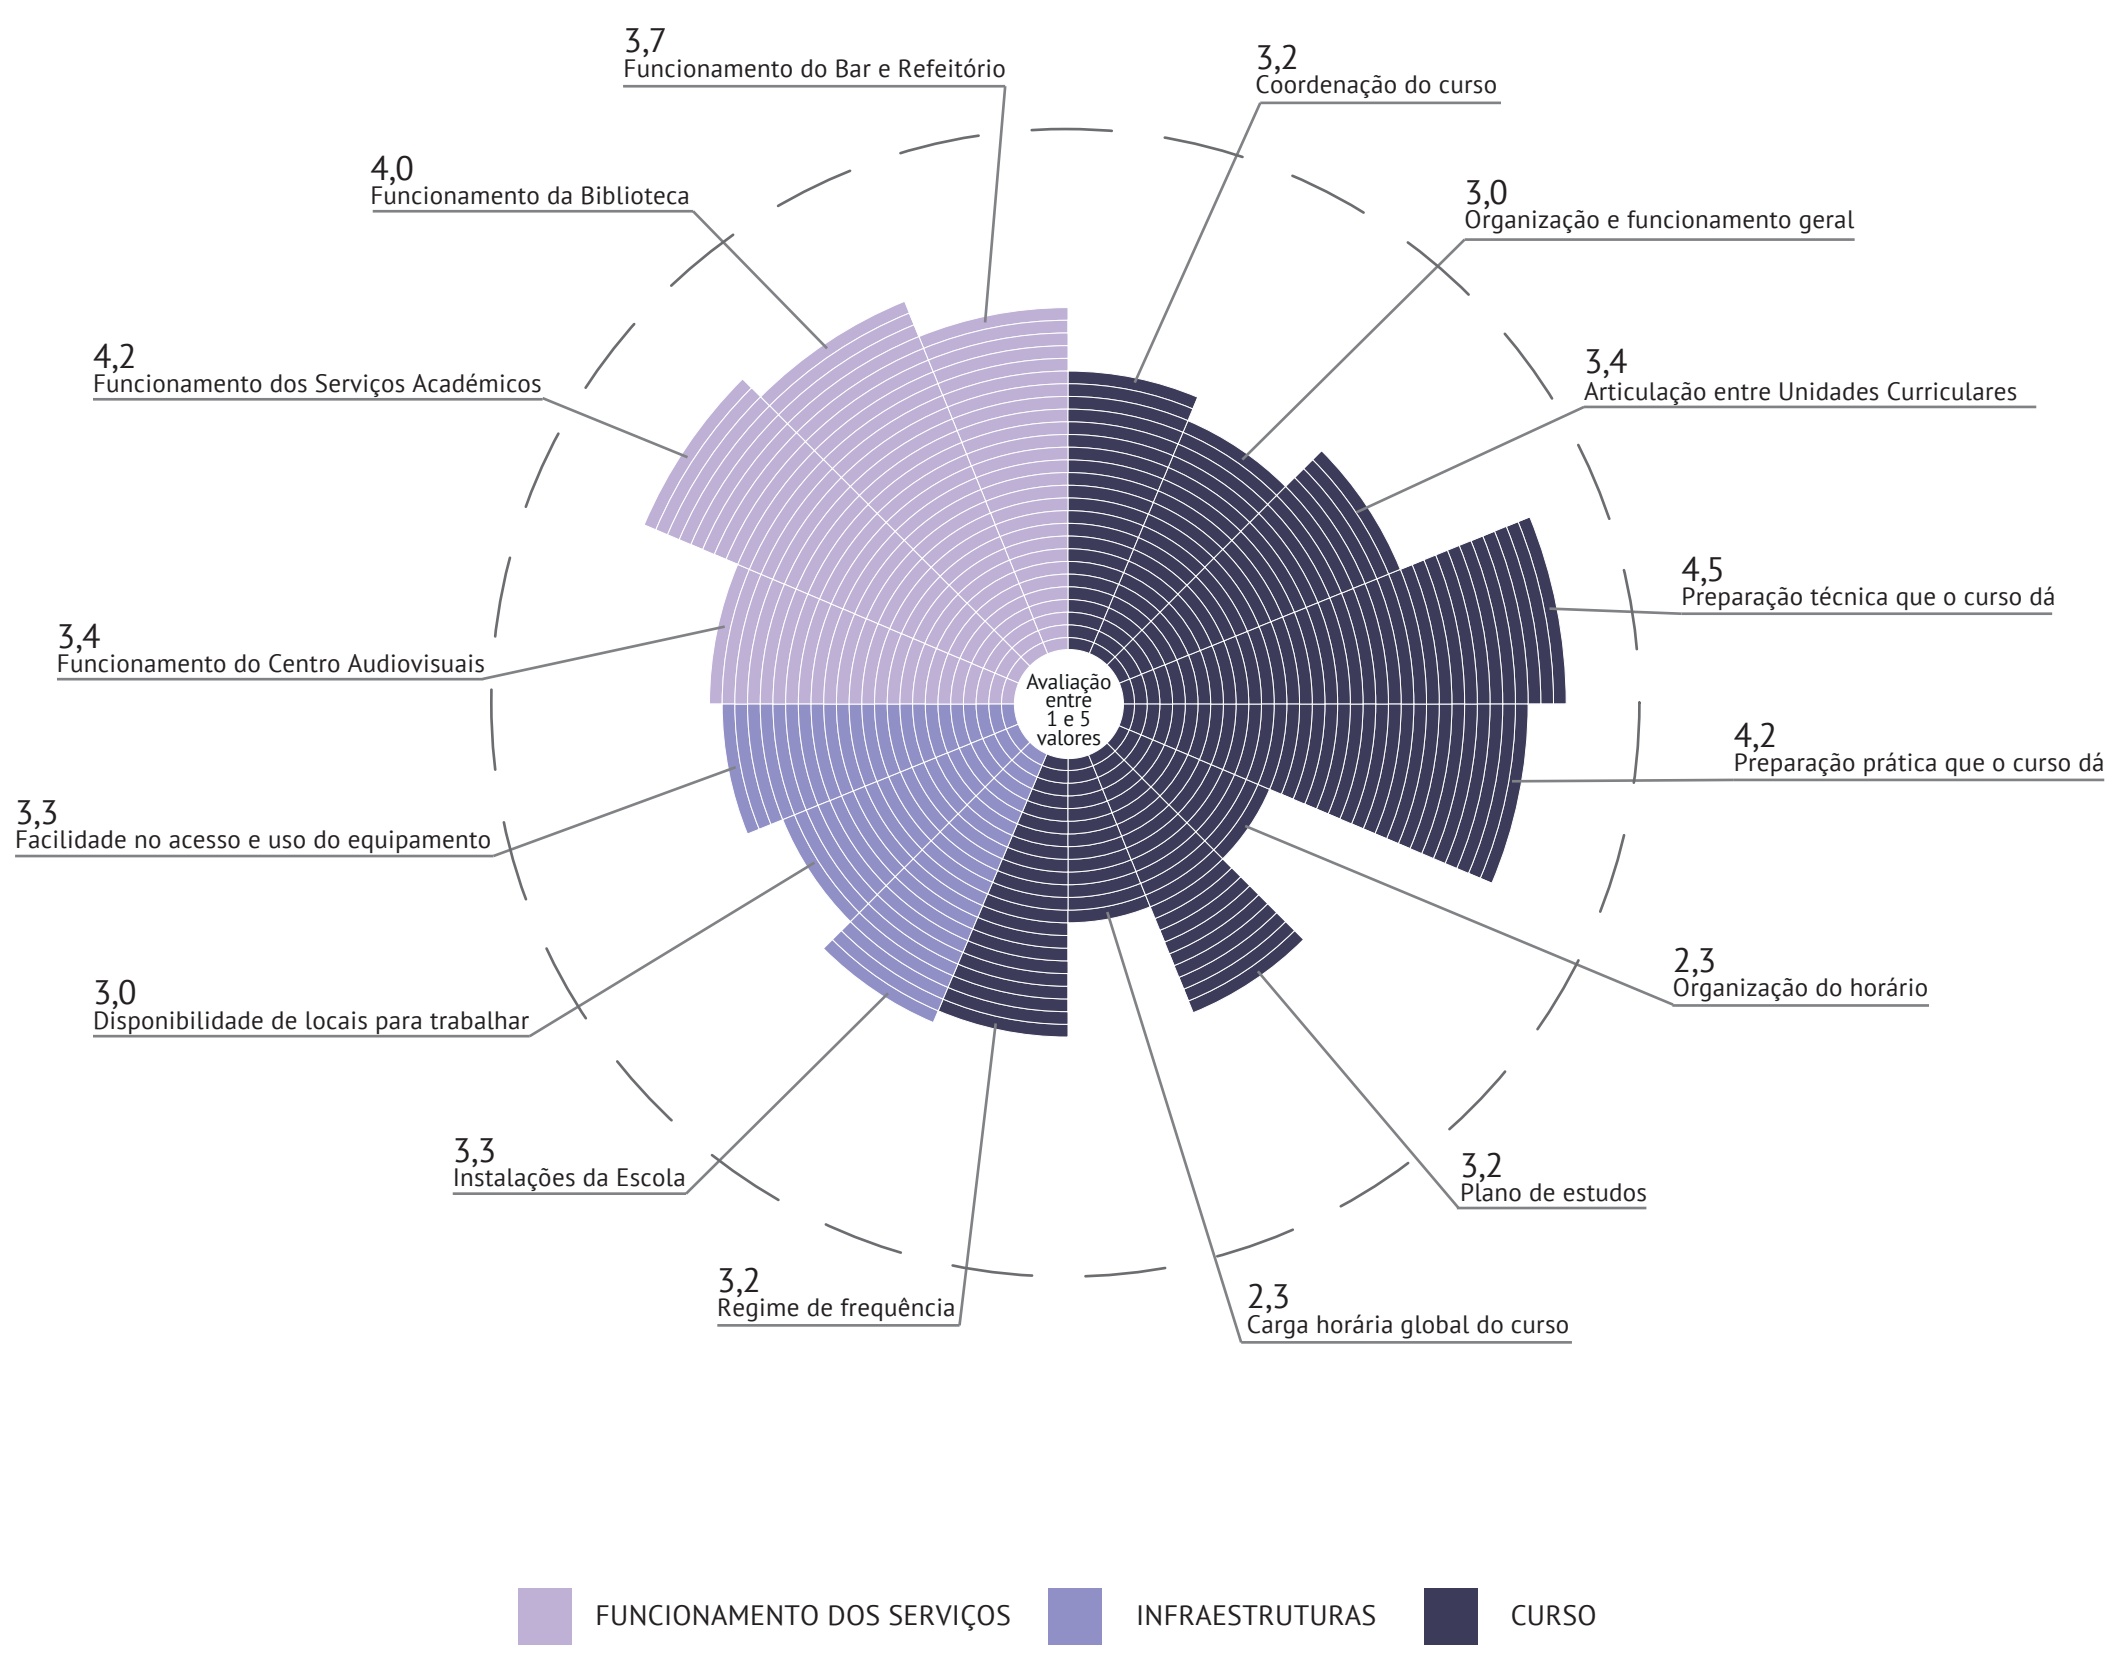 3,7
Funcionamento do Bar e Refeitório
3,2
Coordenação do curso
4,0
Funcionamento da Biblioteca
3,0
Organização e funcionamento geral
4,2
Funcionamento dos Serviços Académicos
3,4
Articulação entre Unidades Curriculares
4,5
Preparação técnica que o curso dá
3,4
Funcionamento do Centro Audiovisuais
Avaliação
entre
1 e 5
valores
4,2
Preparação prática que o curso dá
3,3
Facilidade no acesso e uso do equipamento
2,3
Organização do horário
3,0
Disponibilidade de locais para trabalhar
3,3
Instalações da Escola
3,2
Plano de estudos
3,2
Regime de frequência
2,3
Carga horária global do curso
FUNCIONAMENTO DOS SERVIÇOS
INFRAESTRUTURAS
CURSO